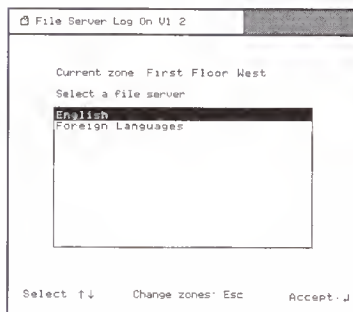 File Server Log On V1 2
Current zone First Floor West
Select a file server
English
Foreign Languages
Select ↑↓ Change zones: Esc Accept: ↵